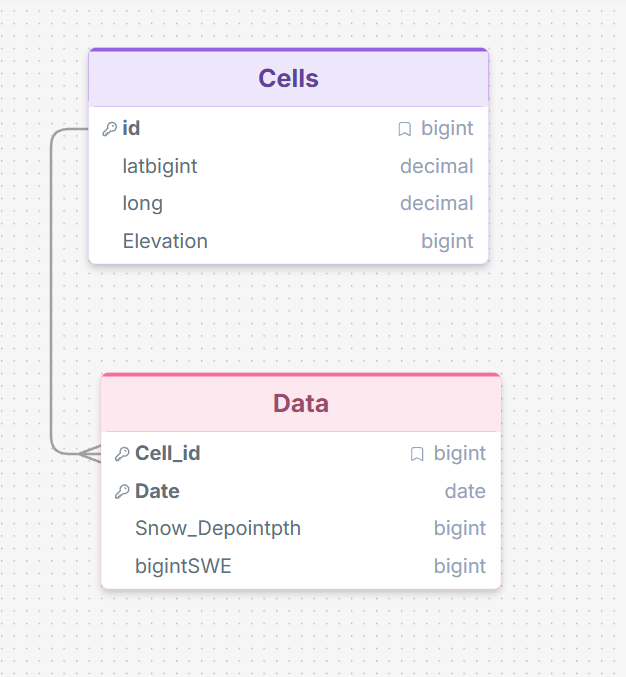 Cells
id bigint
latbigint decimal
long decimal
Elevation bigint
Data
Cell_id bigint
Date date
Snow_Depointpth bigint
bigintSWE bigint